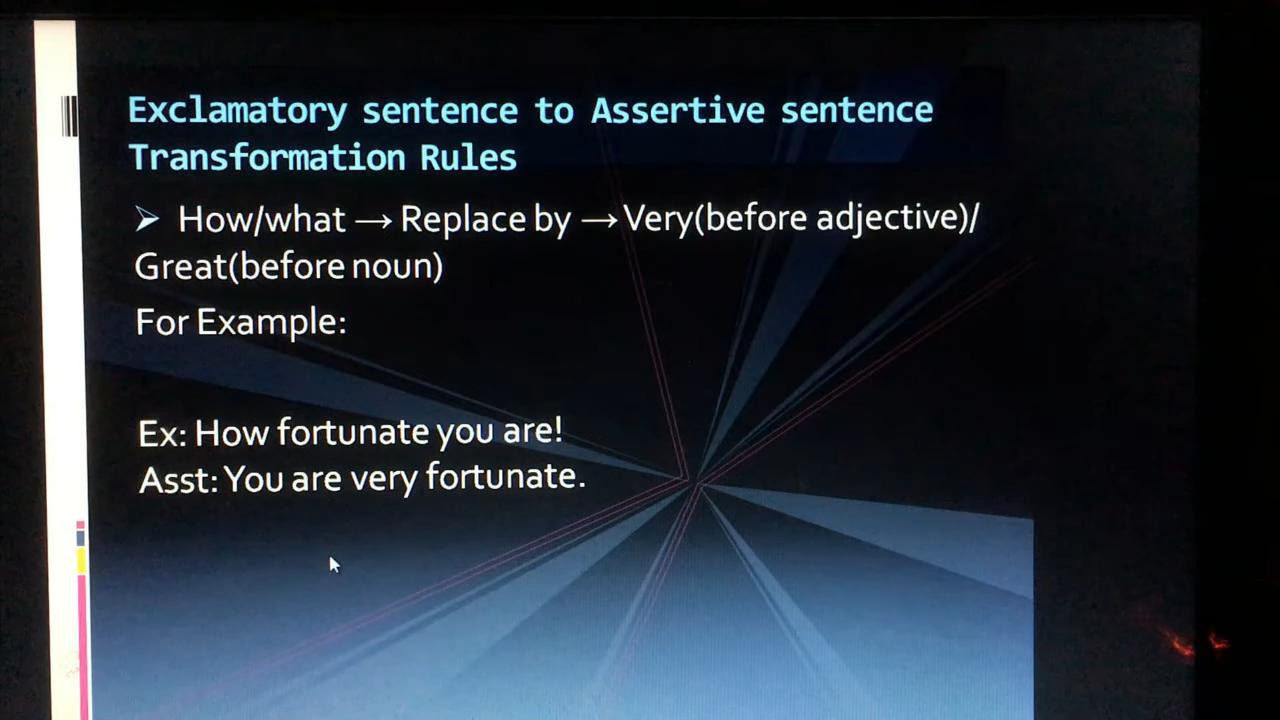 Exclamatory sentence to Assertive sentence
Transformation Rules
➢ How/what → Replace by → Very(before adjective)/
Great(before noun)
For Example:
Ex: How fortunate you are!
Asst: You are very fortunate.